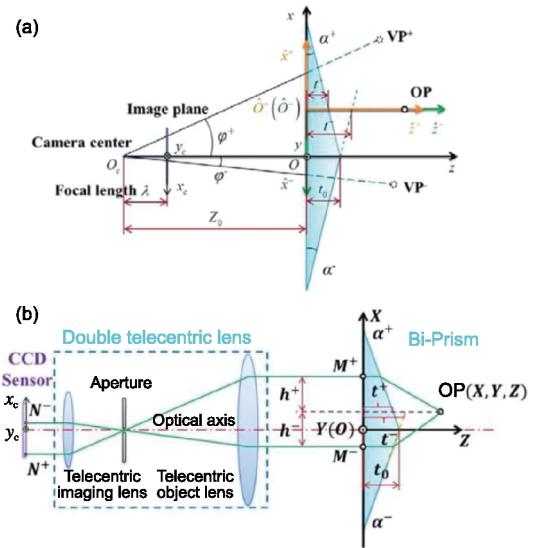 (a)
x
α⁺
VP⁺
x̂⁺
t
OP
Ô⁻(Ô⁻)
Image plane
t⁻
ẑ⁺
ẑ⁻
φ⁺
Camera center
y_c
y
O_c
O
z
φ⁻
x̂⁻
VP⁻
Focal length λ
x_c
t₀
Z₀
α⁻
(b)
X
α⁺
Double telecentric lens
Bi-Prism
CCD
Sensor
M⁺
Aperture
OP(X,Y,Z)
x_c
N⁻
h⁺
t⁺
Optical axis
y_c
h⁻
Y(O)
t⁻
Z
N⁺
M⁻
Telecentric
imaging lens
Telecentric
object lens
t₀
α⁻